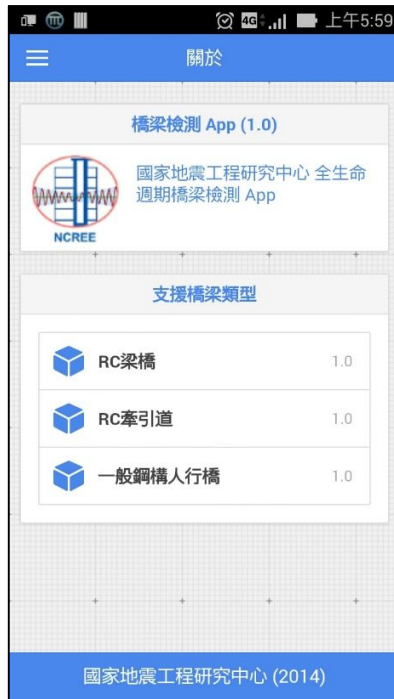 4G 上午5:59
關於
橋梁檢測 App (1.0)
國家地震工程研究中心 全生命
週期橋梁檢測 App
NCREE
支援橋梁類型
RC梁橋 1.0
RC牽引道 1.0
一般鋼構人行橋 1.0
國家地震工程研究中心 (2014)